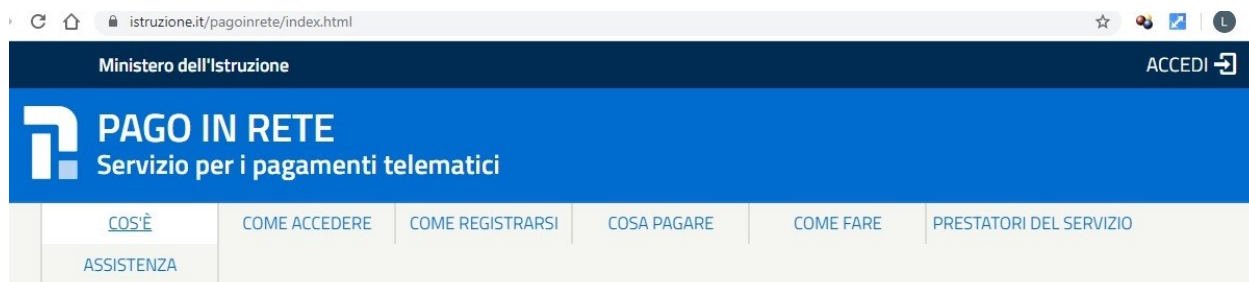 istruzione.it/pagoinrete/index.html
L
Ministero dell'Istruzione ACCEDI
PAGO IN RETE
Servizio per i pagamenti telematici
COS'È COME ACCEDERE COME REGISTRARSI COSA PAGARE COME FARE PRESTATORI DEL SERVIZIO
ASSISTENZA